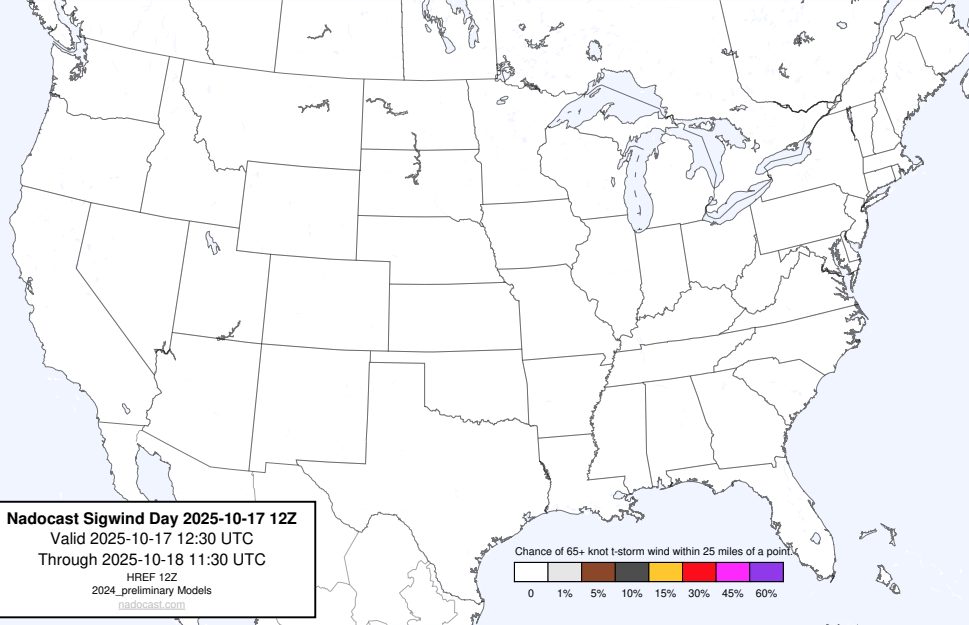 Nadocast Sigwind Day 2025-10-17 12Z
Valid 2025-10-17 12:30 UTC
Through 2025-10-18 11:30 UTC
HREF 12Z
2024_preliminary Models
nadocast.com
Chance of 65+ knot t-storm wind within 25 miles of a point.
0 1% 5% 10% 15% 30% 45% 60%